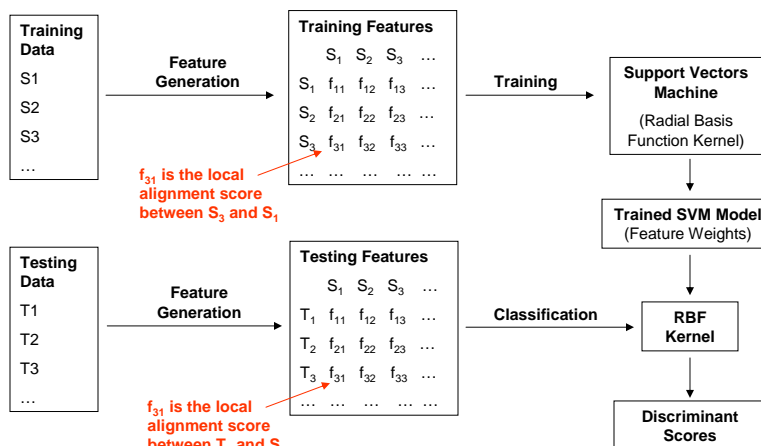 Training
Data
S1
S2
S3
…
Feature
Generation
Training Features
S1 S2 S3 …
S1 f11 f12 f13 …
S2 f21 f22 f23 …
S3 f31 f32 f33 …
… … … …
f31 is the local
alignment score
between S3 and S1
Training
Support Vectors
Machine
(Radial Basis
Function Kernel)
Trained SVM Model
(Feature Weights)
Testing
Data
T1
T2
T3
…
Feature
Generation
Testing Features
S1 S2 S3 …
T1 f11 f12 f13 …
T2 f21 f22 f23 …
T3 f31 f32 f33 …
… … … …
f31 is the local
alignment score
between T and S
Classification
RBF
Kernel
Discriminant
Scores